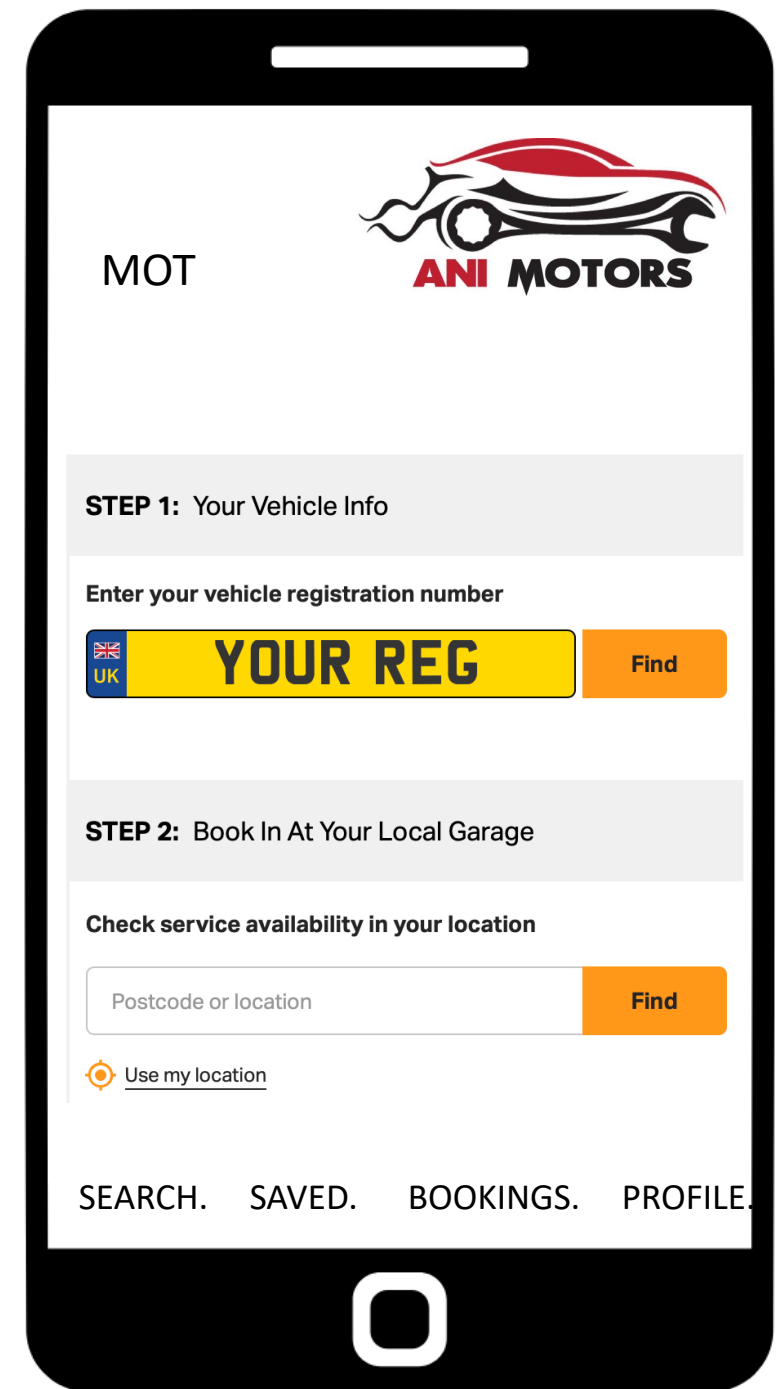 MOT
ANI MOTORS
STEP 1: Your Vehicle Info
Enter your vehicle registration number
UK YOUR REG Find
STEP 2: Book In At Your Local Garage
Check service availability in your location
Postcode or location Find
Use my location
SEARCH. SAVED. BOOKINGS. PROFILE.